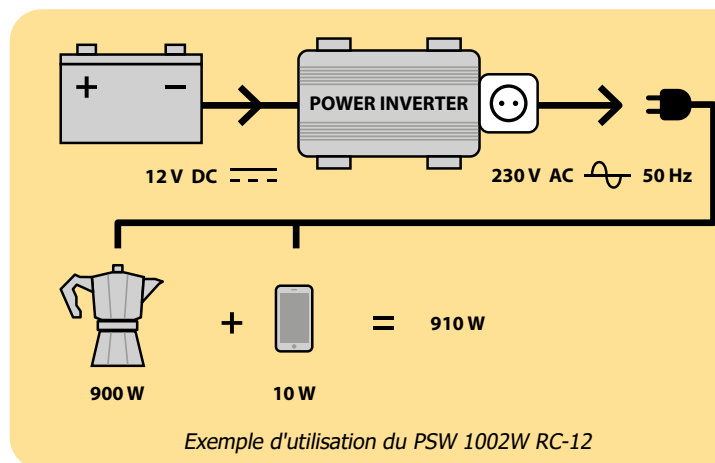 + −
POWER INVERTER
12 V DC
230 V AC 50 Hz
+ = 910 W
900 W 10 W
Exemple d'utilisation du PSW 1002W RC-12